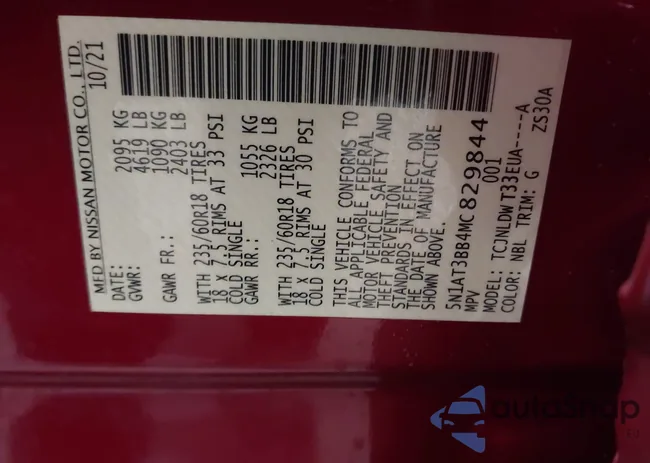 MFD BY NISSAN MOTOR CO., LTD.
DATE: 10/21
GVWR: 2095 KG
4619 LB
GAWR FR.: 1090 KG
2403 LB
WITH 235/60R18 TIRES
18 X 7.5 RIMS AT 33 PSI
COLD SINGLE
GAWR RR.: 1055 KG
2326 LB
WITH 235/60R18 TIRES
18 X 7.5 RIMS AT 30 PSI
COLD SINGLE
THIS VEHICLE CONFORMS TO
ALL APPLICABLE FEDERAL
MOTOR VEHICLE SAFETY AND
THEFT PREVENTION
STANDARDS IN EFFECT ON
THE DATE OF MANUFACTURE
SHOWN ABOVE.
5N1AT3BB4MC829844
MPV 001
MODEL: TCJNLDWT33EUA----A
COLOR: NBL TRIM: G ZS30A
autoSnap